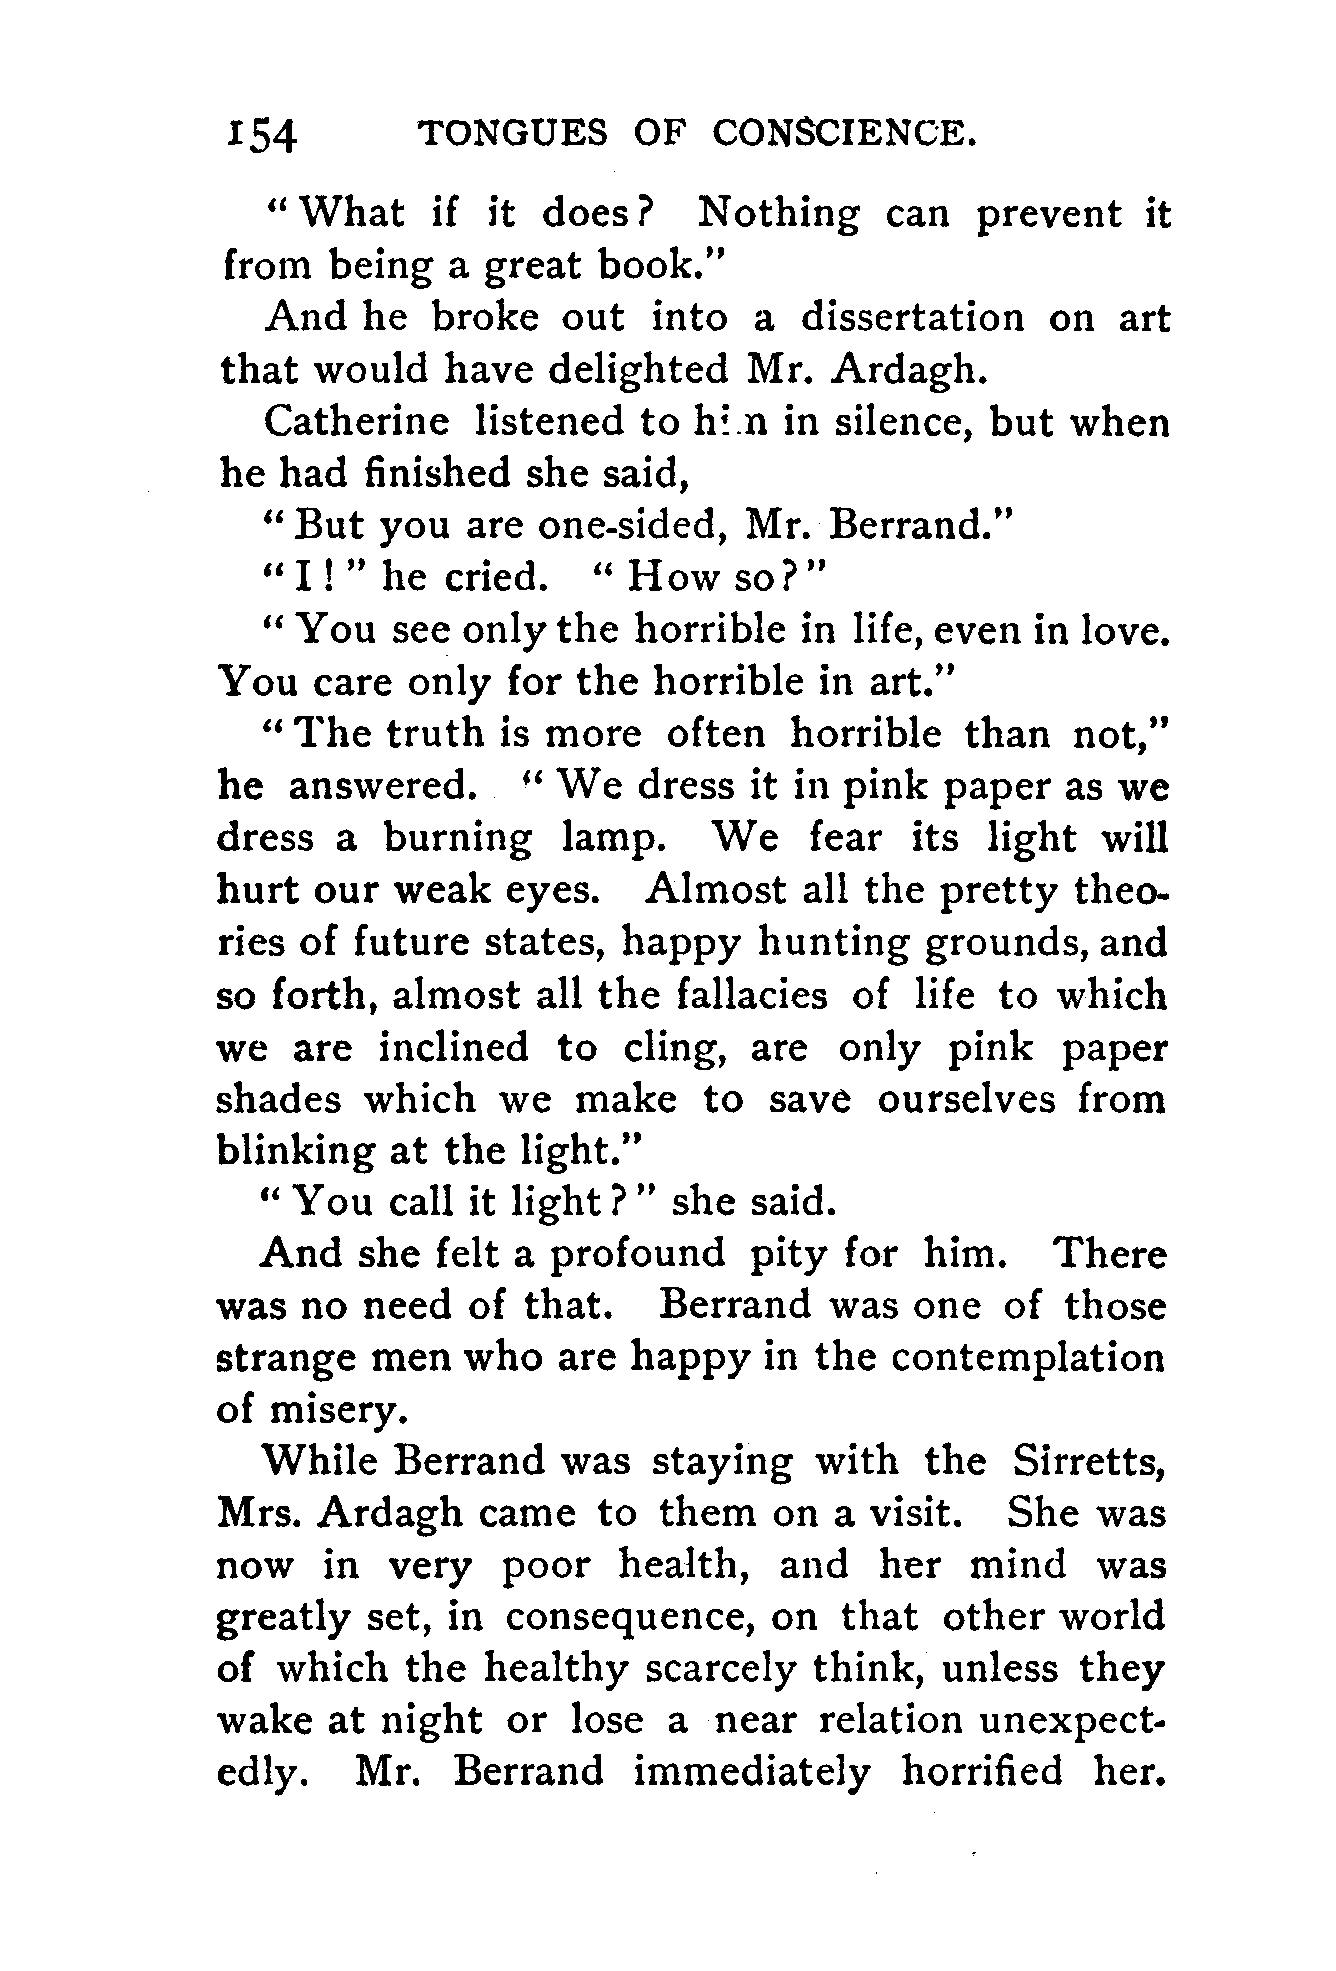 154 TONGUES OF CONSCIENCE.
“What if it does? Nothing can prevent it
from being a great book.”
And he broke out into a dissertation on art
that would have delighted Mr. Ardagh.
Catherine listened to him in silence, but when
he had finished she said,
“But you are one-sided, Mr. Berrand.”
“I!” he cried. “How so?”
“You see only the horrible in life, even in love.
You care only for the horrible in art.”
“The truth is more often horrible than not,”
he answered. “We dress it in pink paper as we
dress a burning lamp. We fear its light will
hurt our weak eyes. Almost all the pretty theo-
ries of future states, happy hunting grounds, and
so forth, almost all the fallacies of life to which
we are inclined to cling, are only pink paper
shades which we make to save ourselves from
blinking at the light.”
“You call it light?” she said.
And she felt a profound pity for him. There
was no need of that. Berrand was one of those
strange men who are happy in the contemplation
of misery.
While Berrand was staying with the Sirretts,
Mrs. Ardagh came to them on a visit. She was
now in very poor health, and her mind was
greatly set, in consequence, on that other world
of which the healthy scarcely think, unless they
wake at night or lose a near relation unexpect-
edly. Mr. Berrand immediately horrified her.